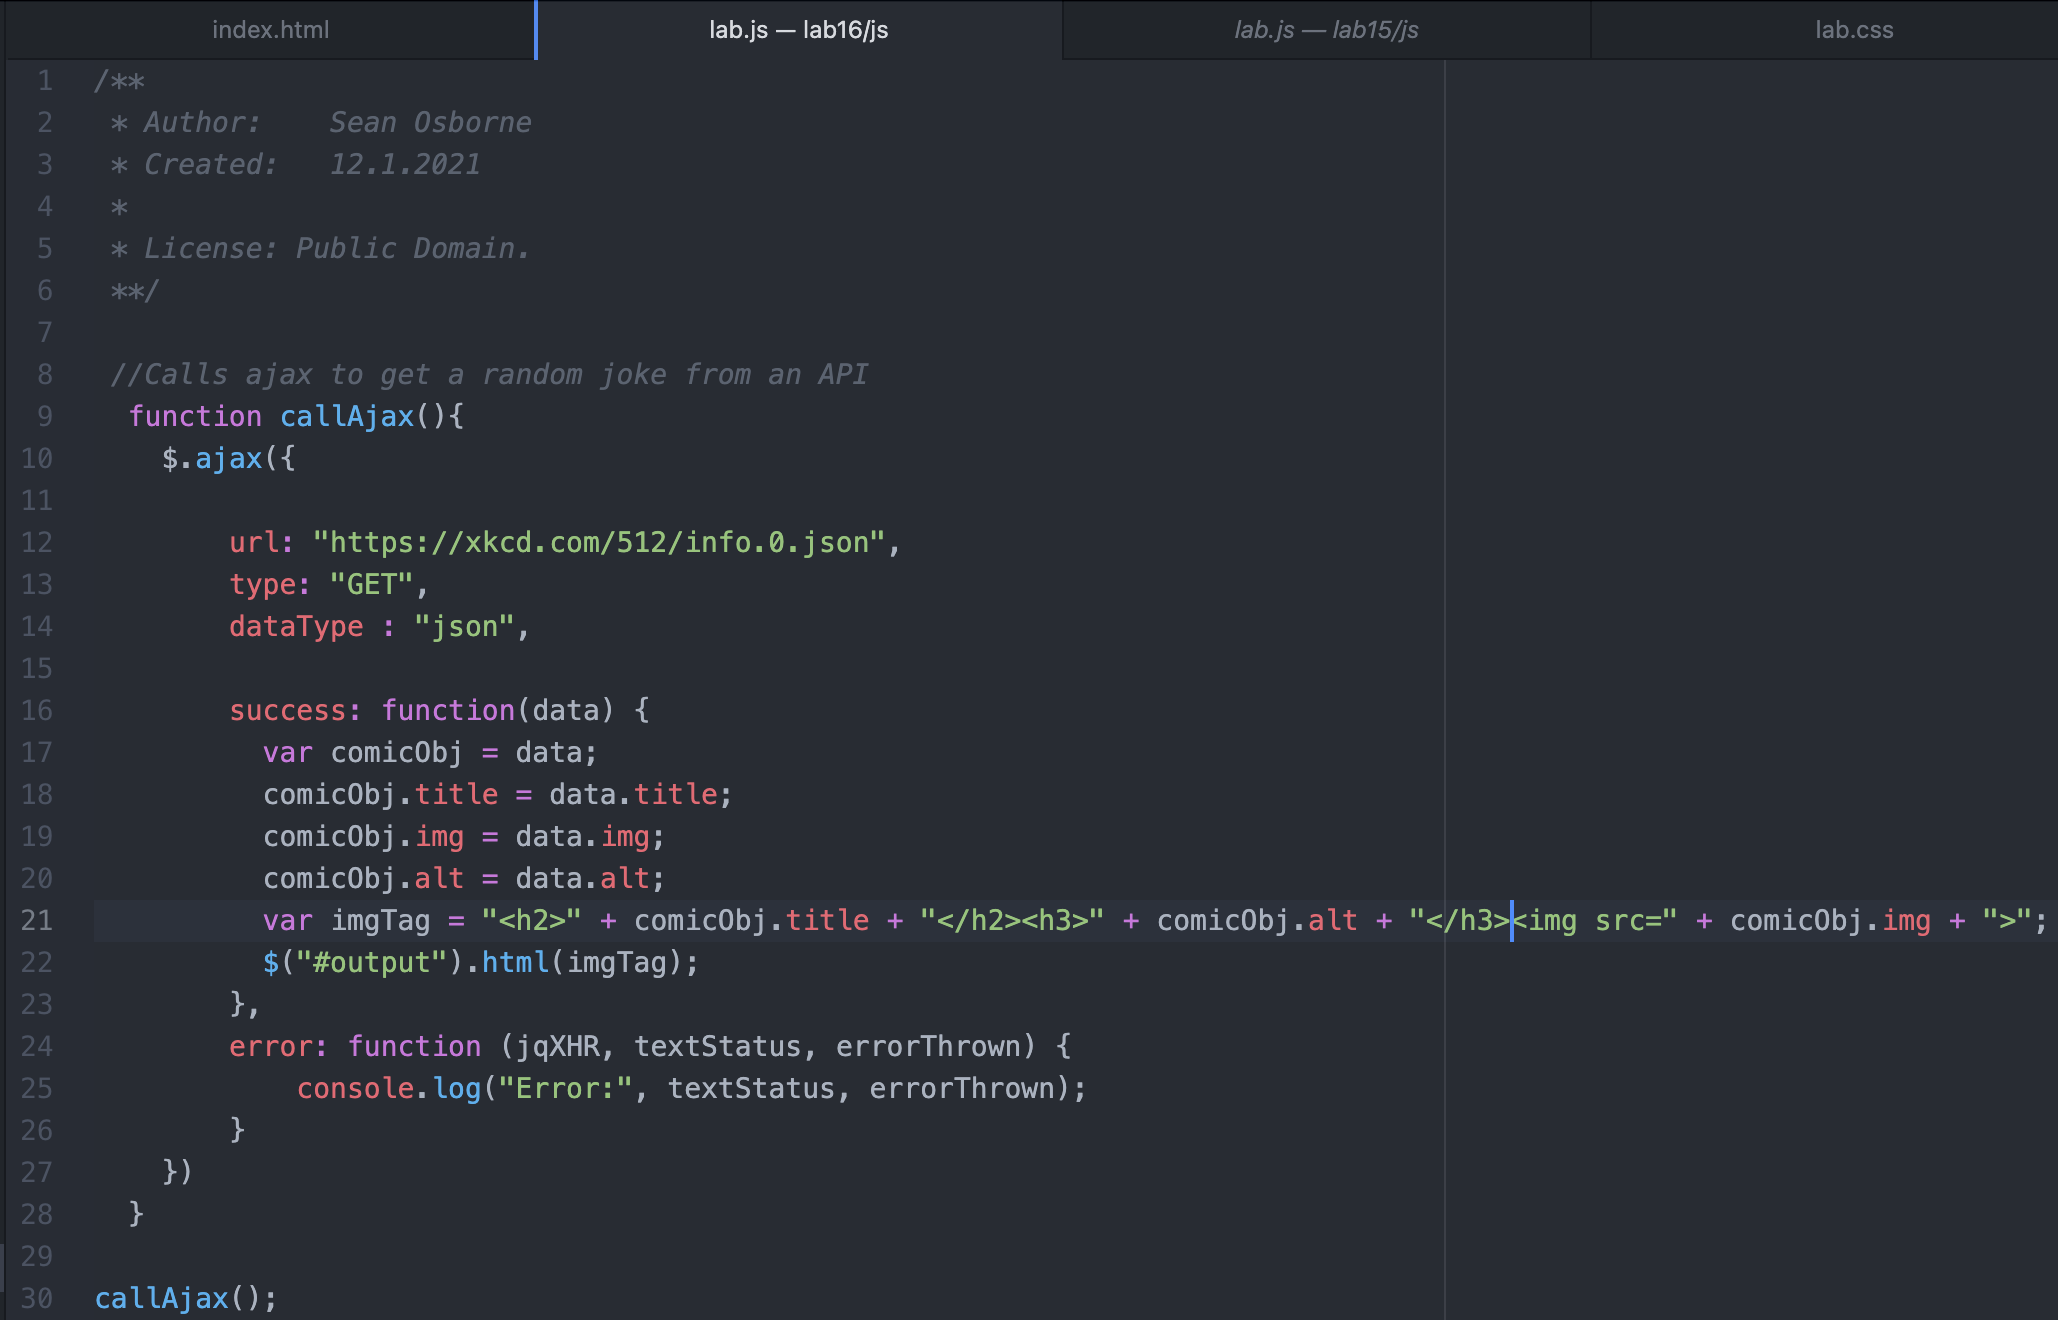 index.html lab.js — lab16/js lab.js — lab15/js lab.css
1 /**
2  * Author:    Sean Osborne
3  * Created:   12.1.2021
4  *
5  * License: Public Domain.
6  **/
7
8  //Calls ajax to get a random joke from an API
9   function callAjax(){
10     $.ajax({
11
12         url: "https://xkcd.com/512/info.0.json",
13         type: "GET",
14         dataType : "json",
15
16         success: function(data) {
17           var comicObj = data;
18           comicObj.title = data.title;
19           comicObj.img = data.img;
20           comicObj.alt = data.alt;
21           var imgTag = "<h2>" + comicObj.title + "</h2><h3>" + comicObj.alt + "</h3><img src=" + comicObj.img + ">";
22           $("#output").html(imgTag);
23         },
24         error: function (jqXHR, textStatus, errorThrown) {
25             console.log("Error:", textStatus, errorThrown);
26         }
27     })
28   }
29
30 callAjax();